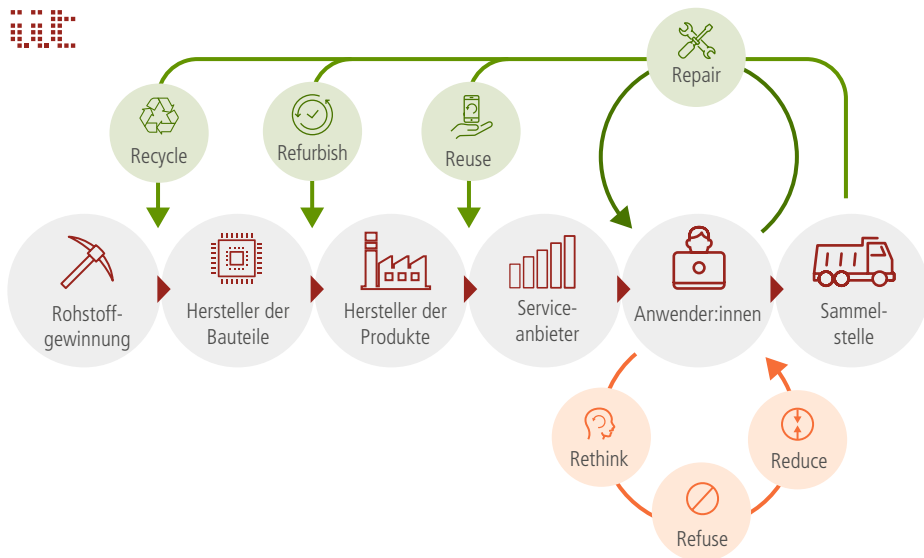 üt
Repair
Recycle
Refurbish
Reuse
Rohstoff-
gewinnung
Hersteller der
Bauteile
Hersteller der
Produkte
Service-
anbieter
Anwender:innen
Sammel-
stelle
Rethink
Refuse
Reduce